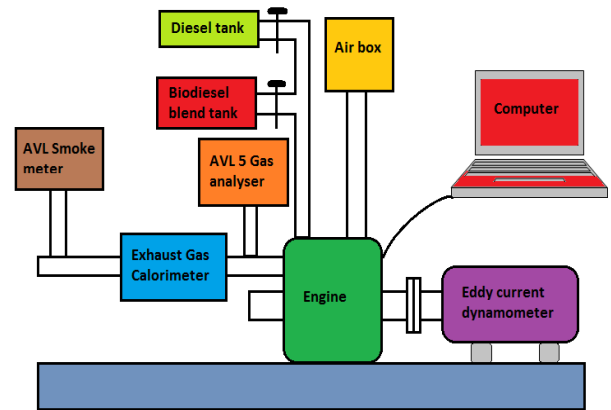 Diesel tank
Air box
Biodiesel
blend tank
Computer
AVL Smoke
meter
AVL 5 Gas
analyser
Exhaust Gas
Calorimeter
Engine
Eddy current
dynamometer